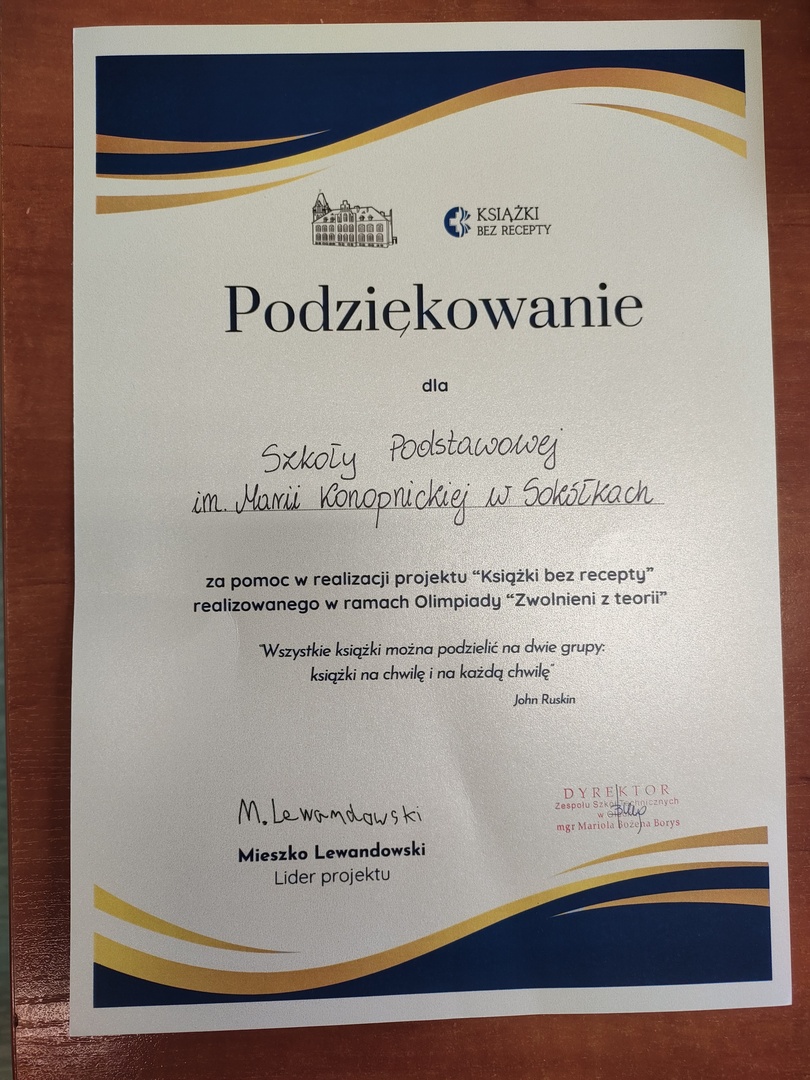 KSIĄŻKI
BEZ RECEPTY
Podziękowanie
dla
Szkoły Podstawowej
im. Marii Konopnickiej w Sokółkach
za pomoc w realizacji projektu “Książki bez recepty”
realizowanego w ramach Olimpiady “Zwolnieni z teorii”
"Wszystkie książki można podzielić na dwie grupy:
książki na chwilę i na każdą chwilę"
John Ruskin
M. Lewandowski
Mieszko Lewandowski
Lider projektu
DYREKTOR
Zespołu Szkół Technicznych
w
mgr Mariola Bożena Borys